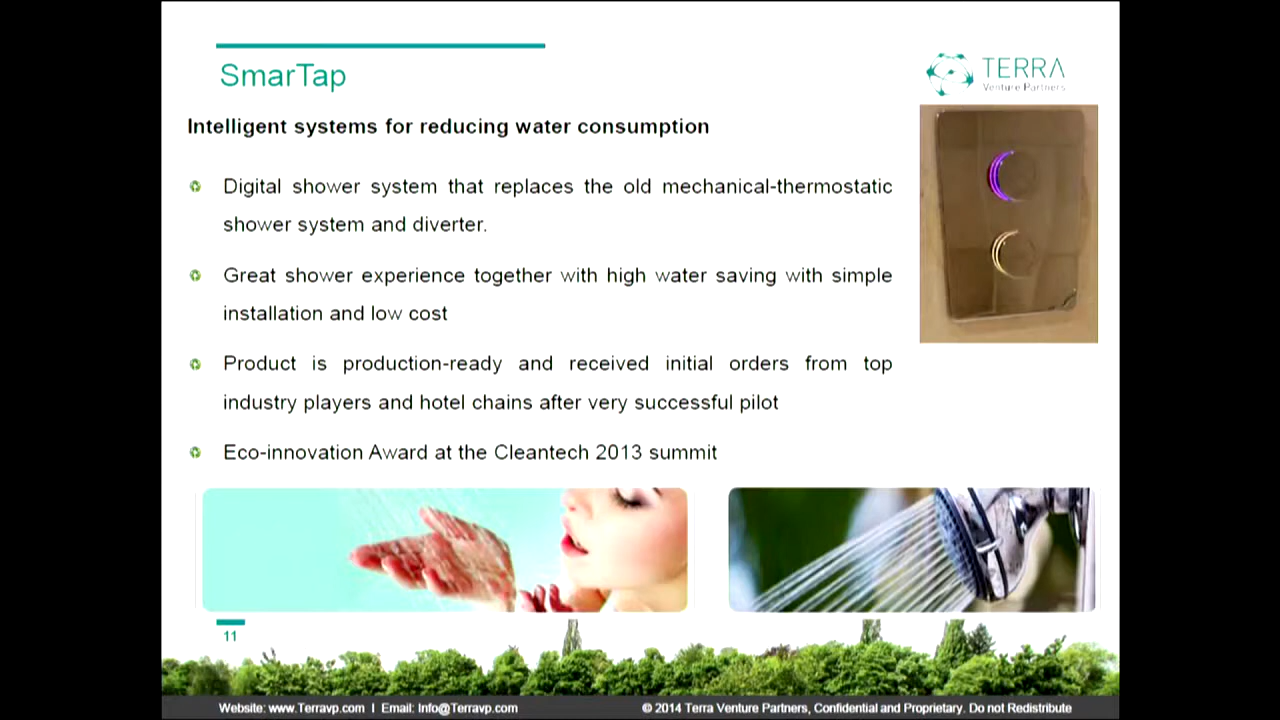 SmarTap
TERRA
Venture Partners
Intelligent systems for reducing water consumption
Digital shower system that replaces the old mechanical-thermostatic
shower system and diverter.
Great shower experience together with high water saving with simple
installation and low cost
Product is production-ready and received initial orders from top
industry players and hotel chains after very successful pilot
Eco-innovation Award at the Cleantech 2013 summit
11
Website: www.Terravp.com I Email: Info@Terravp.com
© 2014 Terra Venture Partners, Confidential and Proprietary. Do not Redistribute